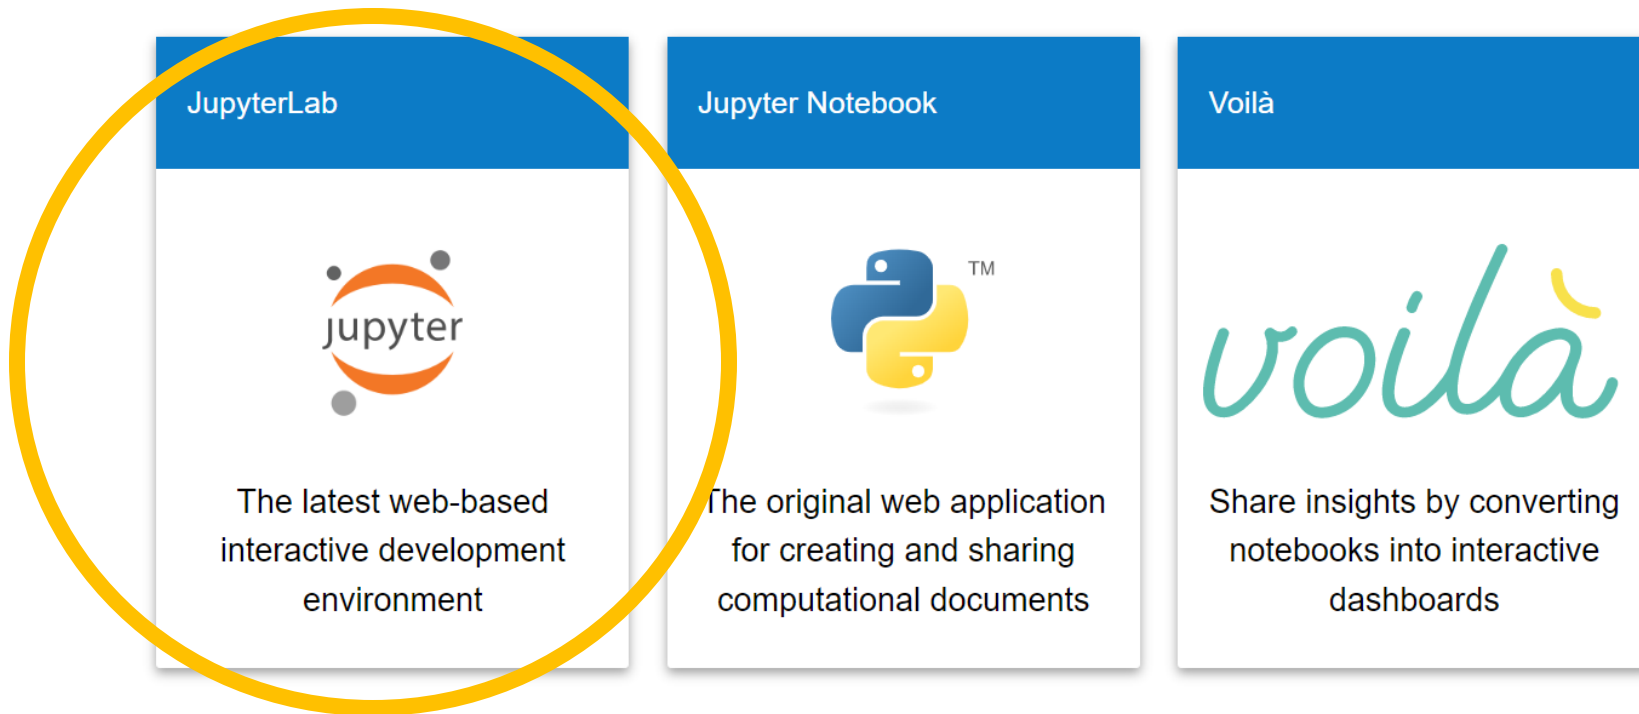 JupyterLab
jupyter
The latest web-based
interactive development
environment
Jupyter Notebook
TM
The original web application
for creating and sharing
computational documents
Voilà
voilà
Share insights by converting
notebooks into interactive
dashboards